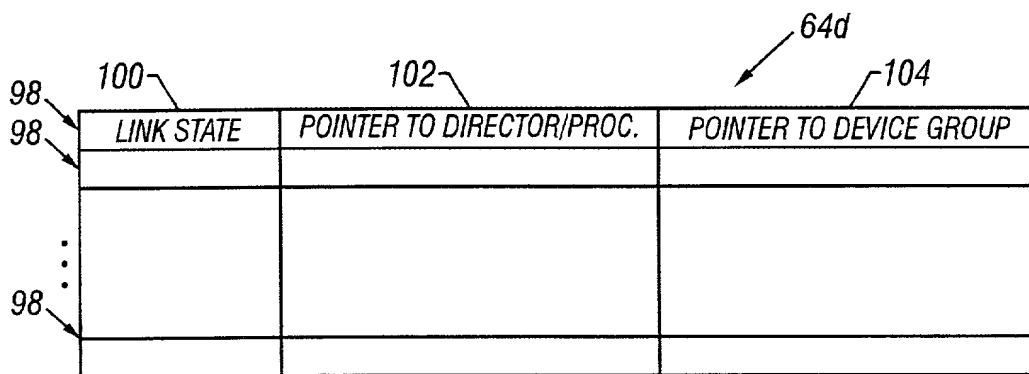 64d
100 102 104
98 LINK STATE POINTER TO DIRECTOR/PROC. POINTER TO DEVICE GROUP
98
98